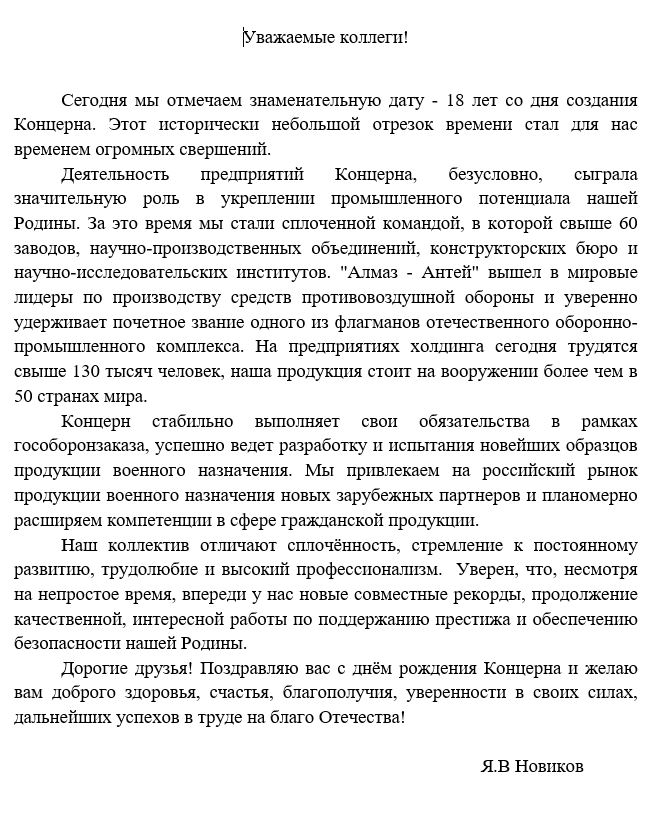 Уважаемые коллеги!
Сегодня мы отмечаем знаменательную дату - 18 лет со дня создания
Концерна. Этот исторически небольшой отрезок времени стал для нас
временем огромных свершений.
Деятельность предприятий Концерна, безусловно, сыграла
значительную роль в укреплении промышленного потенциала нашей
Родины. За это время мы стали сплоченной командой, в которой свыше 60
заводов, научно-производственных объединений, конструкторских бюро и
научно-исследовательских институтов. "Алмаз - Антей" вышел в мировые
лидеры по производству средств противовоздушной обороны и уверенно
удерживает почетное звание одного из флагманов отечественного оборонно-
промышленного комплекса. На предприятиях холдинга сегодня трудятся
свыше 130 тысяч человек, наша продукция стоит на вооружении более чем в
50 странах мира.
Концерн стабильно выполняет свои обязательства в рамках
гособоронзаказа, успешно ведет разработку и испытания новейших образцов
продукции военного назначения. Мы привлекаем на российский рынок
продукции военного назначения новых зарубежных партнеров и планомерно
расширяем компетенции в сфере гражданской продукции.
Наш коллектив отличают сплочённость, стремление к постоянному
развитию, трудолюбие и высокий профессионализм.  Уверен, что, несмотря
на непростое время, впереди у нас новые совместные рекорды, продолжение
качественной, интересной работы по поддержанию престижа и обеспечению
безопасности нашей Родины.
Дорогие друзья! Поздравляю вас с днём рождения Концерна и желаю
вам доброго здоровья, счастья, благополучия, уверенности в своих силах,
дальнейших успехов в труде на благо Отечества!
Я.В Новиков